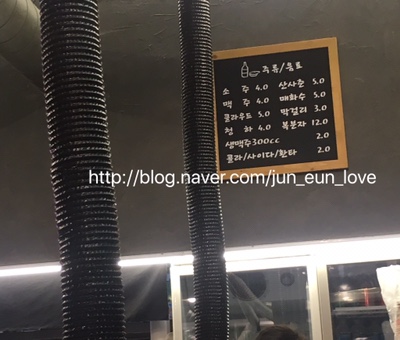 주류/음료
소 주 4.0 산사춘 5.0
맥 주 4.0 매화수 5.0
클라우드 5.0 막걸리 3.0
청 하 4.0 복분자 12.0
생맥주300cc 2.0
콜라/사이다/환타 2.0
http://blog.naver.com/jun_eun_love